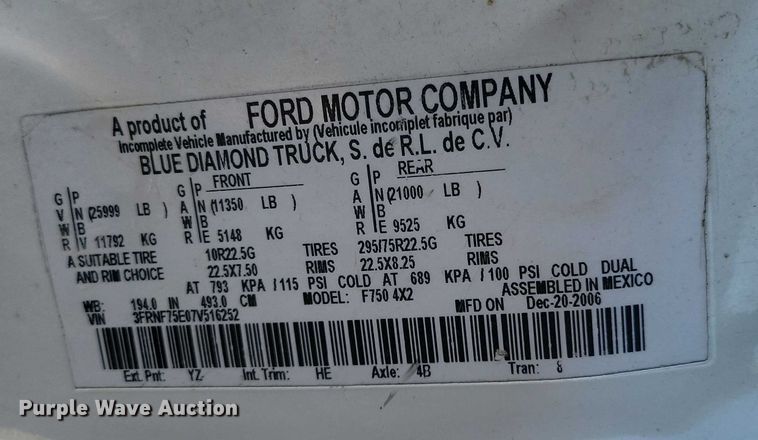 A product of FORD MOTOR COMPANY
Incomplete Vehicle Manufactured by (Vehicule incomplet fabrique par)
BLUE DIAMOND TRUCK, S. de R.L. de C.V.
FRONT REAR
G P G P G P
V N (25999 LB ) A N (11350 LB ) A N (21000 LB )
W B W B W B
R V 11792 KG R E 5148 KG R E 9525 KG
A SUITABLE TIRE 10R22.5G TIRES 295/75R22.5G
AND RIM CHOICE 22.5X7.50 RIMS 22.5X8.25
AT 793 KPA / 115 PSI COLD AT 689 KPA / 100 PSI COLD DUAL
WB: 194.0 IN 493.0 CM MODEL: F750 4X2 ASSEMBLED IN MEXICO
VIN 3FRNF75E07V516252 MFD ON Dec-20-2006
Ext. Pnt: YZ Int. Trim: HE Axle: 4B Tran: 8
Purple Wave Auction